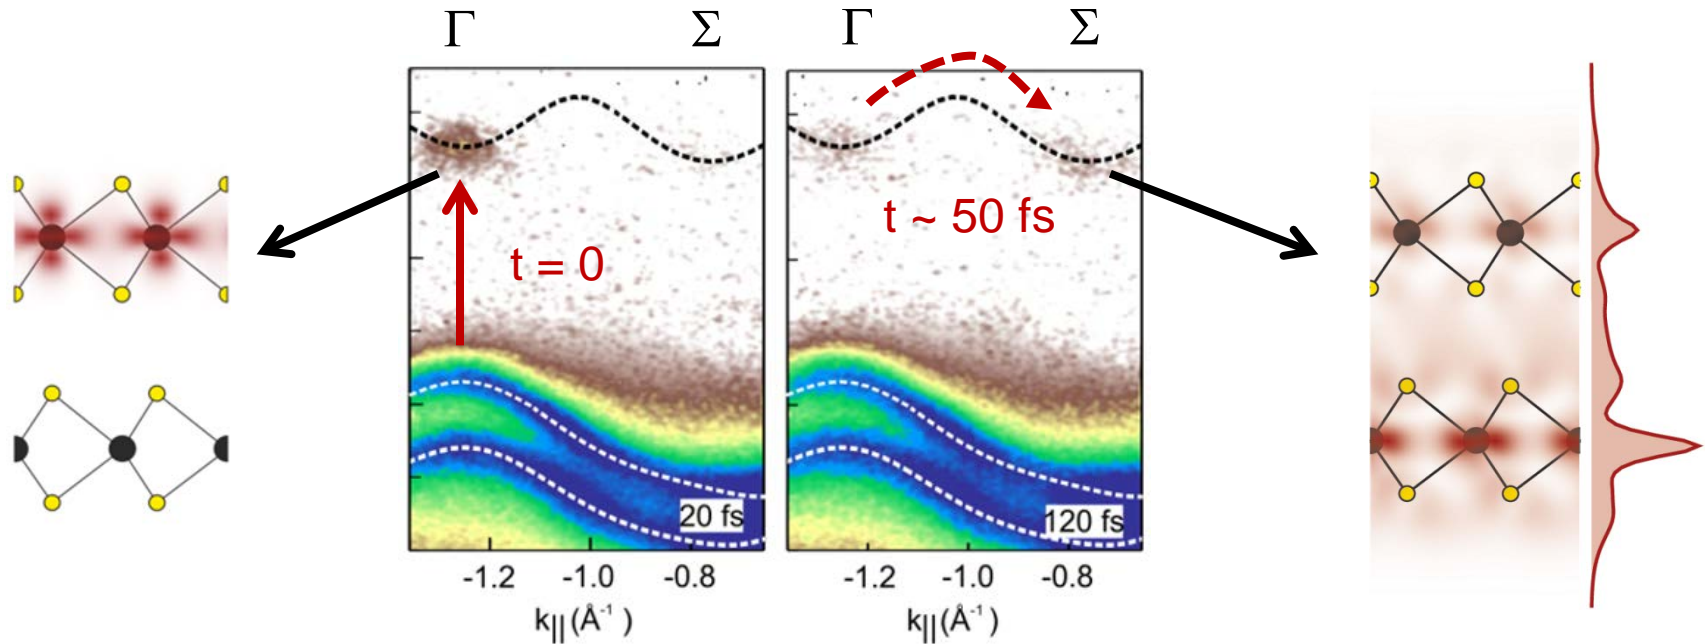 Γ Σ Γ Σ
t = 0
t ~ 50 fs
20 fs
120 fs
-1.2 -1.0 -0.8 -1.2 -1.0 -0.8
k||(Å⁻¹) k||(Å⁻¹)